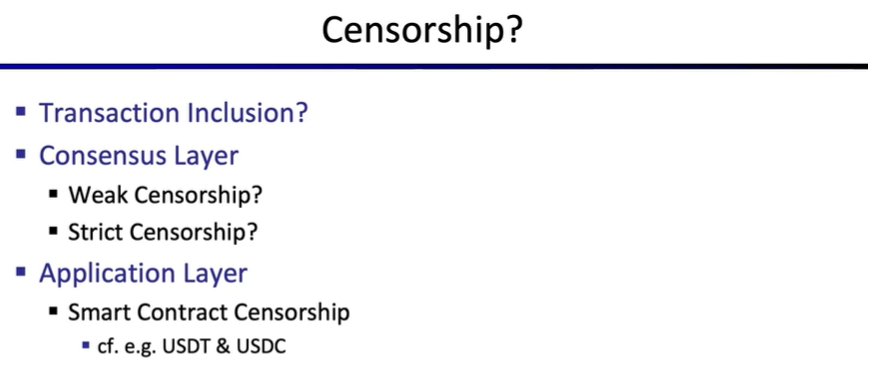 Censorship?
Transaction Inclusion?
Consensus Layer
Weak Censorship?
Strict Censorship?
Application Layer
Smart Contract Censorship
cf. e.g. USDT & USDC